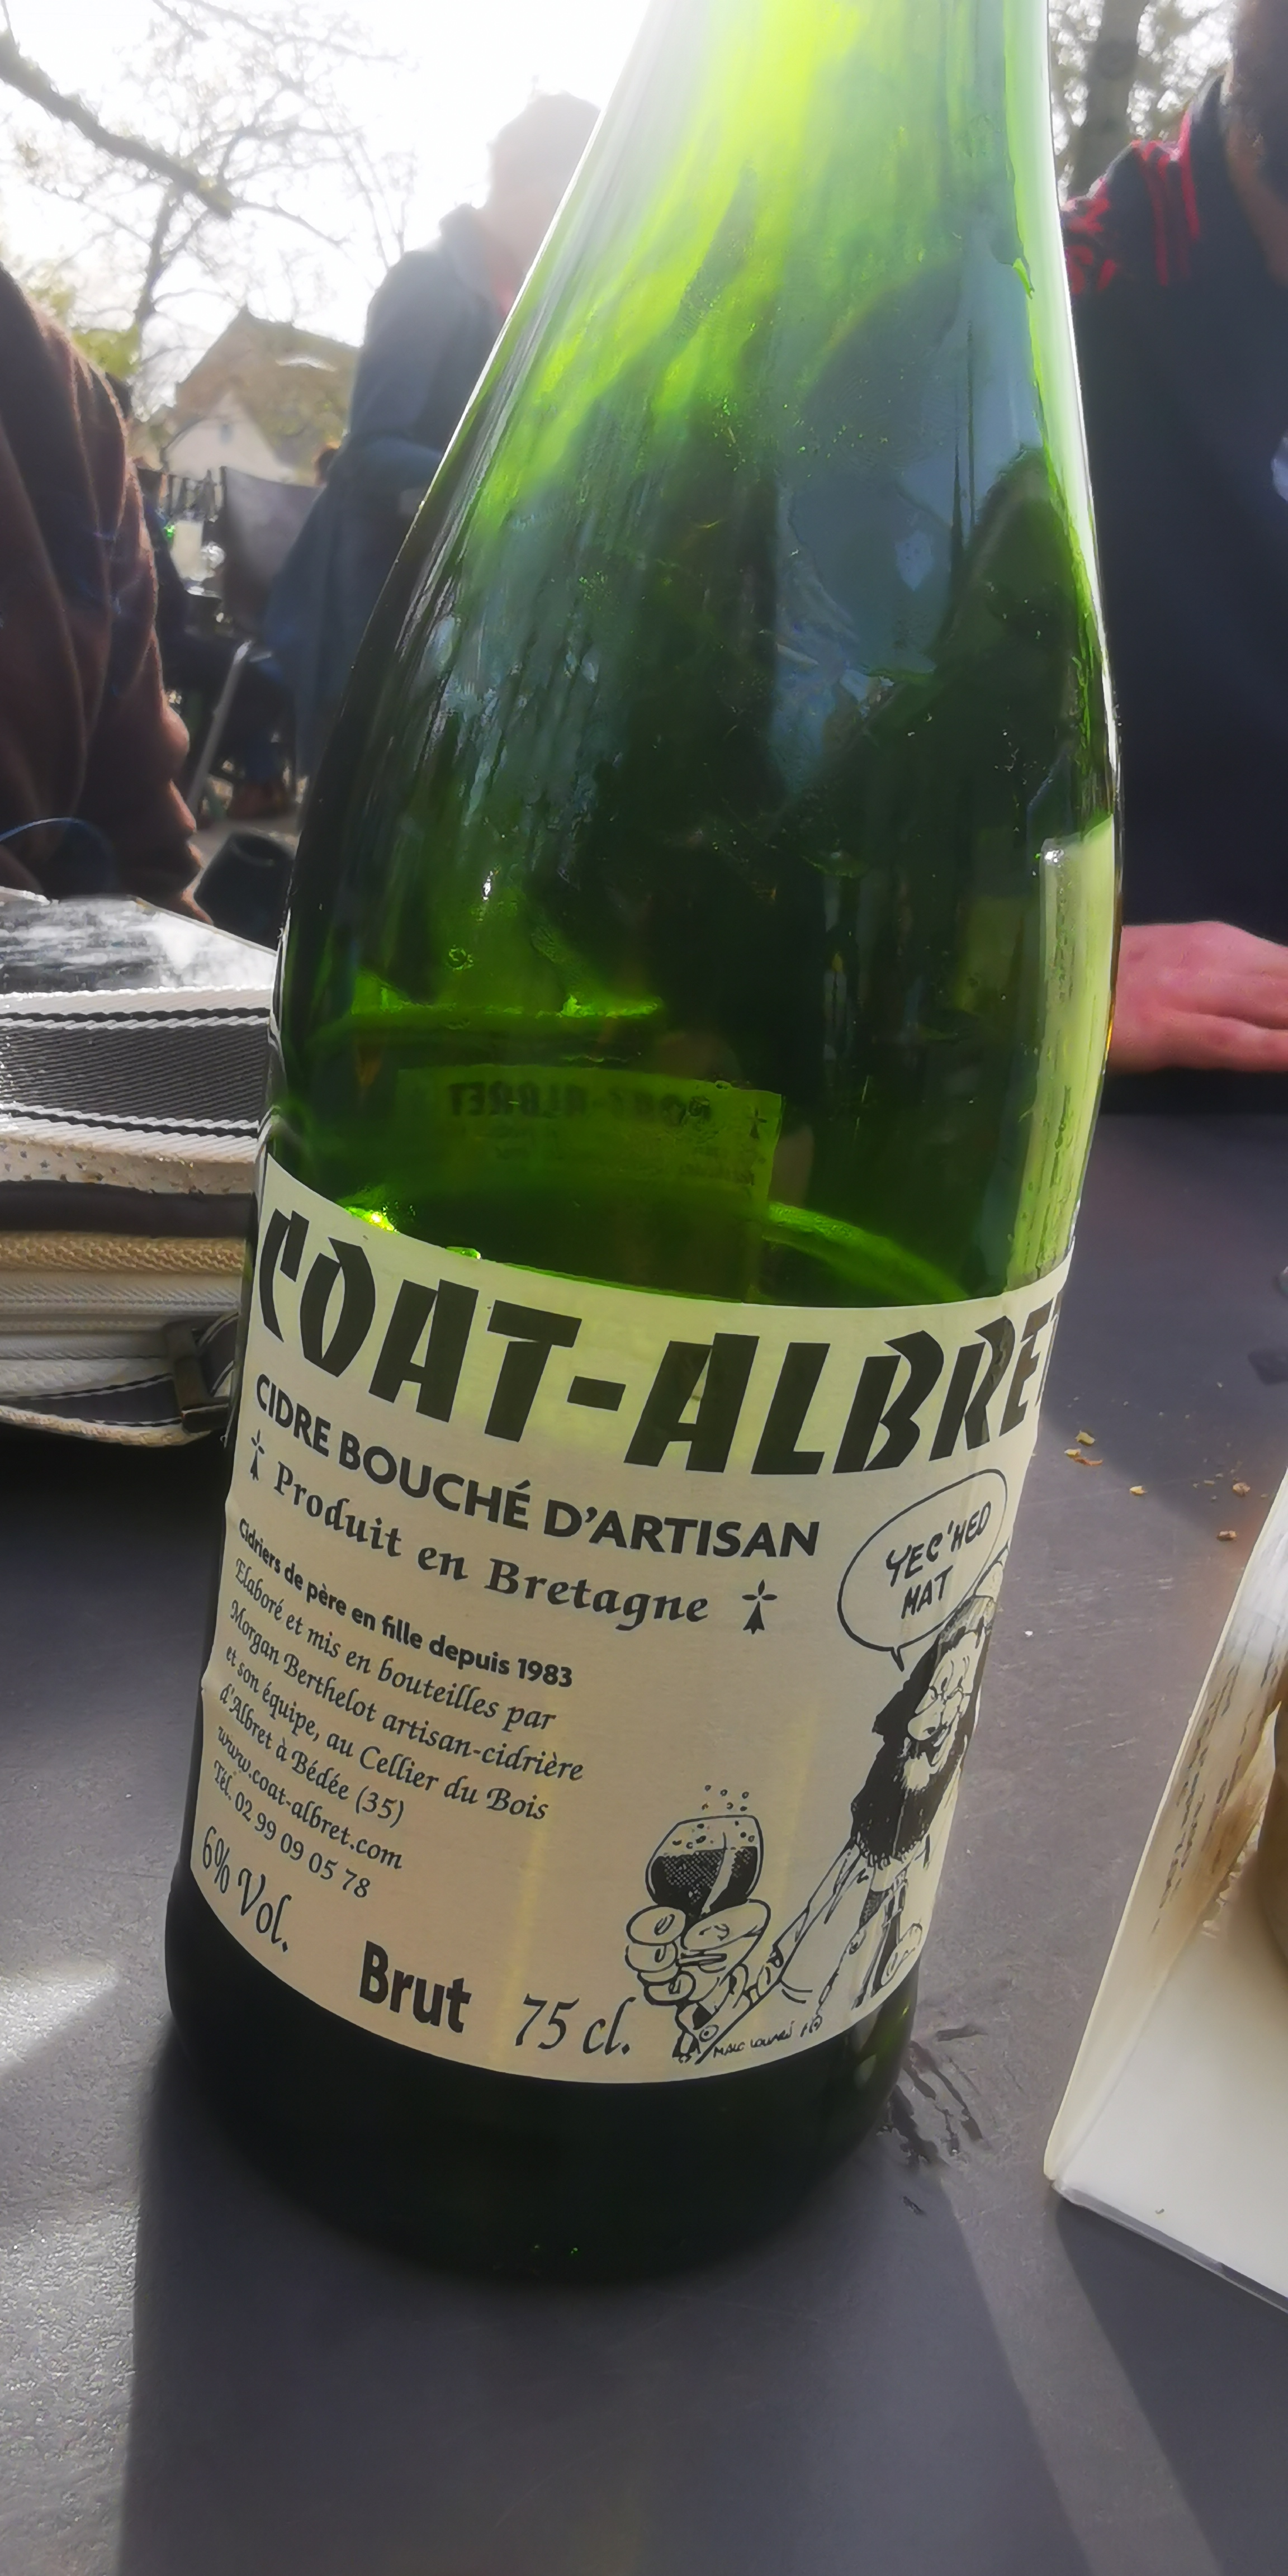 COAT-ALBRET
CIDRE BOUCHÉ D'ARTISAN
Produit en Bretagne
Cidriers de père en fille depuis 1983
Elaboré et mis en bouteilles par
Morgan Berthelot artisan-cidrière
et son équipe, au Cellier du Bois
d'Albret à Bédée (35)
www.coat-albret.com
Tél. 02 99 09 05 78
6% Vol.
Brut
75 cl.
YEC'HED
MAT